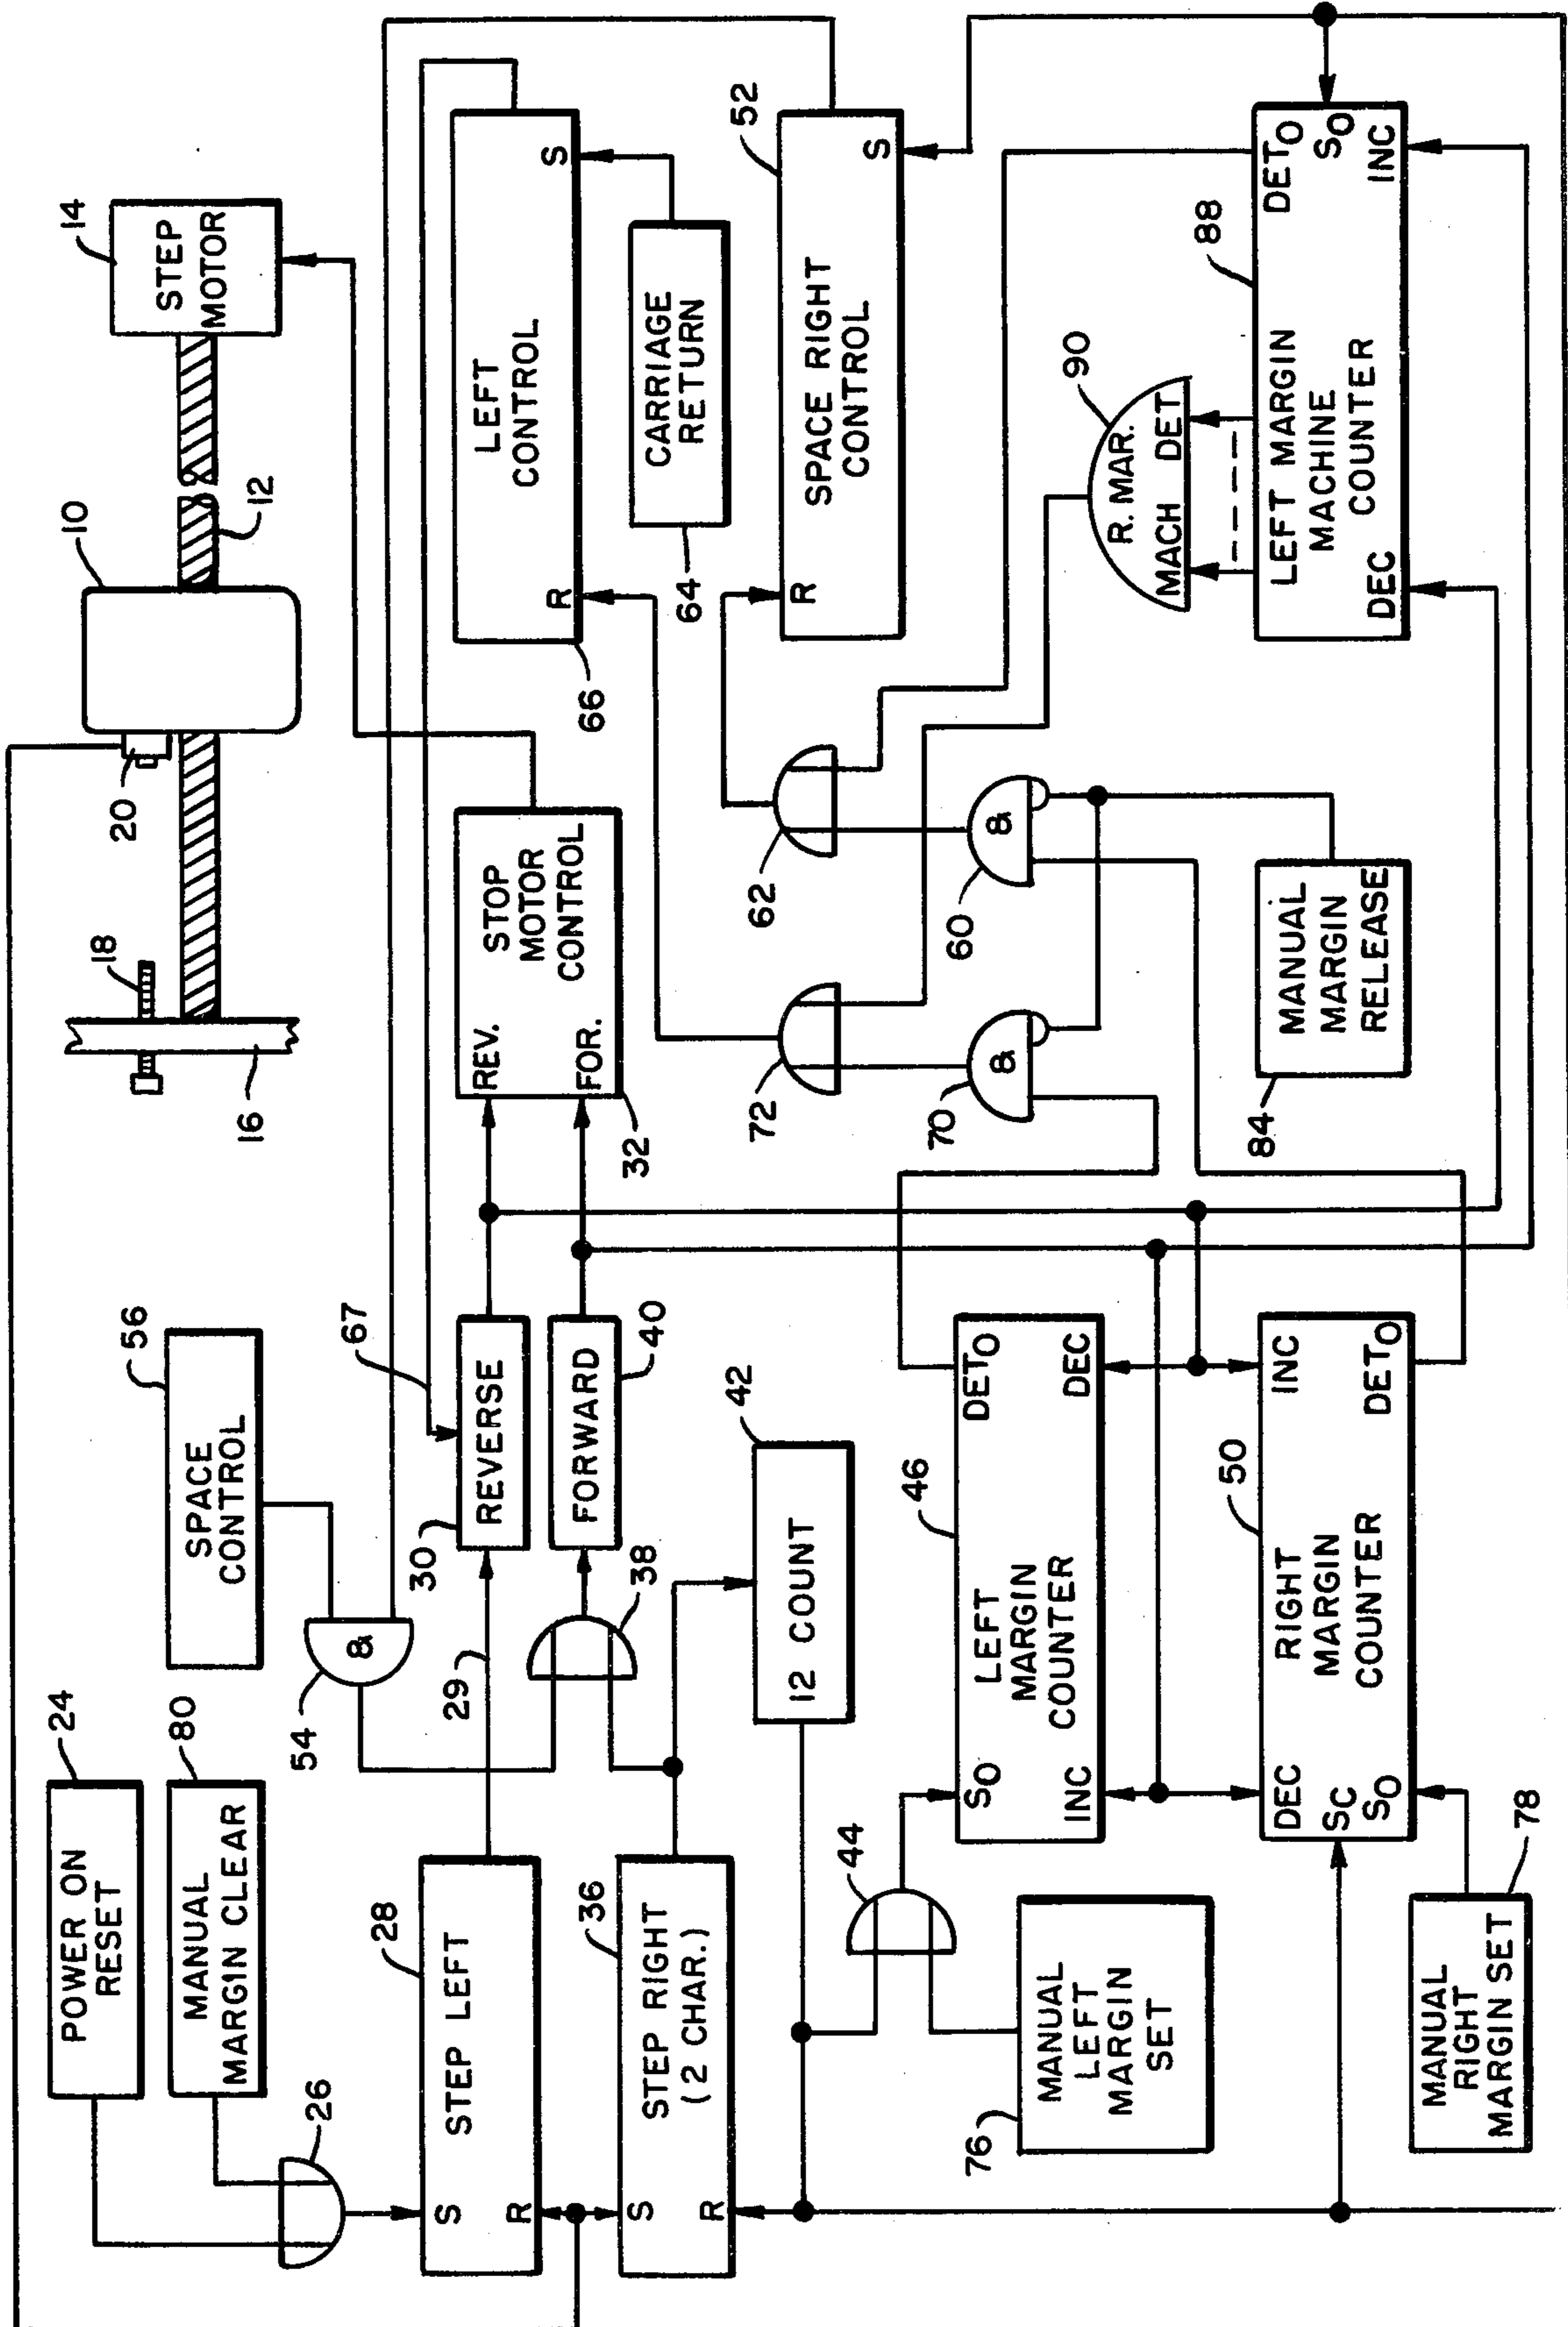 24
POWER ON
RESET
80
MANUAL
MARGIN CLEAR
26
54
&
56
SPACE
CONTROL
16
18
20
10
12
14
STEP
MOTOR
28
STEP LEFT
S
R
29
30
REVERSE
67
36
STEP RIGHT
(2 CHAR.)
S
R
38
FORWARD
40
REV.
FOR.
STOP
MOTOR
CONTROL
32
LEFT
CONTROL
R
S
66
CARRIAGE
RETURN
64
42
12 COUNT
52
SPACE RIGHT
CONTROL
R
S
72
62
70
&
60
&
44
76
MANUAL
LEFT
MARGIN
SET
46
LEFT
MARGIN
COUNTER
SO
INC
DETO
DEC
50
RIGHT
MARGIN
COUNTER
DEC
SC
SO
INC
DETO
78
MANUAL
RIGHT
MARGIN SET
84
MANUAL
MARGIN
RELEASE
90
R. MAR.
MACH DET
88
LEFT MARGIN
MACHINE
COUNTER
DEC
DETO
SO
INC